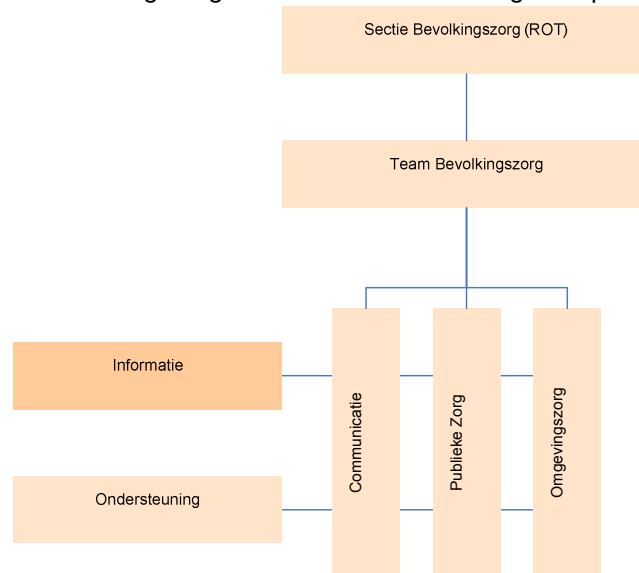 Sectie Bevolkingszorg (ROT)
Team Bevolkingszorg
Informatie
Ondersteuning
Communicatie
Publieke Zorg
Omgevingszorg